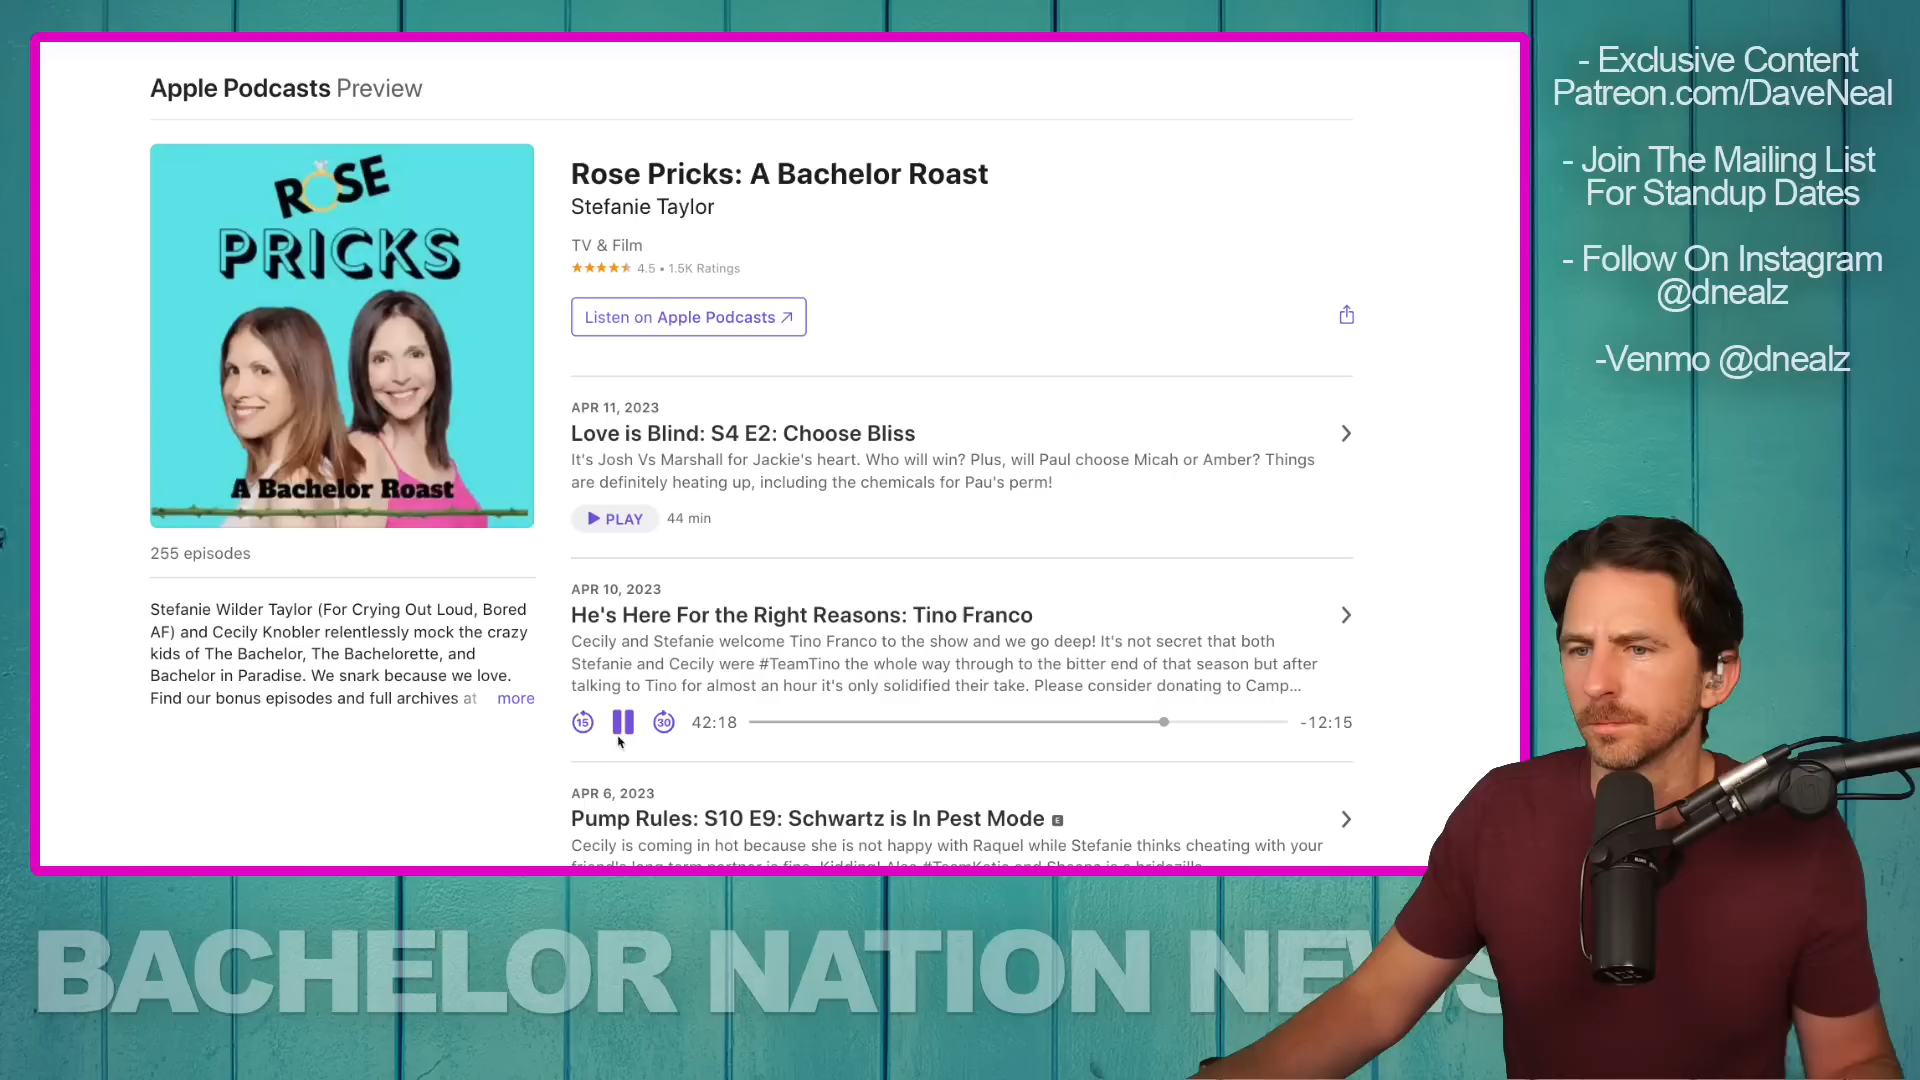 Apple Podcasts Preview
ROSE
PRICKS
A Bachelor Roast
255 episodes
Stefanie Wilder Taylor (For Crying Out Loud, Bored
AF) and Cecily Knobler relentlessly mock the crazy
kids of The Bachelor, The Bachelorette, and
Bachelor in Paradise. We snark because we love.
Find our bonus episodes and full archives at more
Rose Pricks: A Bachelor Roast
Stefanie Taylor
TV & Film
4.5 • 1.5K Ratings
Listen on Apple Podcasts
APR 11, 2023
Love is Blind: S4 E2: Choose Bliss
It's Josh Vs Marshall for Jackie's heart. Who will win? Plus, will Paul choose Micah or Amber? Things
are definitely heating up, including the chemicals for Pau's perm!
PLAY 44 min
APR 10, 2023
He's Here For the Right Reasons: Tino Franco
Cecily and Stefanie welcome Tino Franco to the show and we go deep! It's not secret that both
Stefanie and Cecily were #TeamTino the whole way through to the bitter end of that season but after
talking to Tino for almost an hour it's only solidified their take. Please consider donating to Camp...
15 30 42:18 -12:15
APR 6, 2023
Pump Rules: S10 E9: Schwartz is In Pest Mode E
Cecily is coming in hot because she is not happy with Raquel while Stefanie thinks cheating with your
- Exclusive Content
Patreon.com/DaveNeal
- Join The Mailing List
For Standup Dates
- Follow On Instagram
@dnealz
-Venmo @dnealz
BACHELOR NATION NEWS